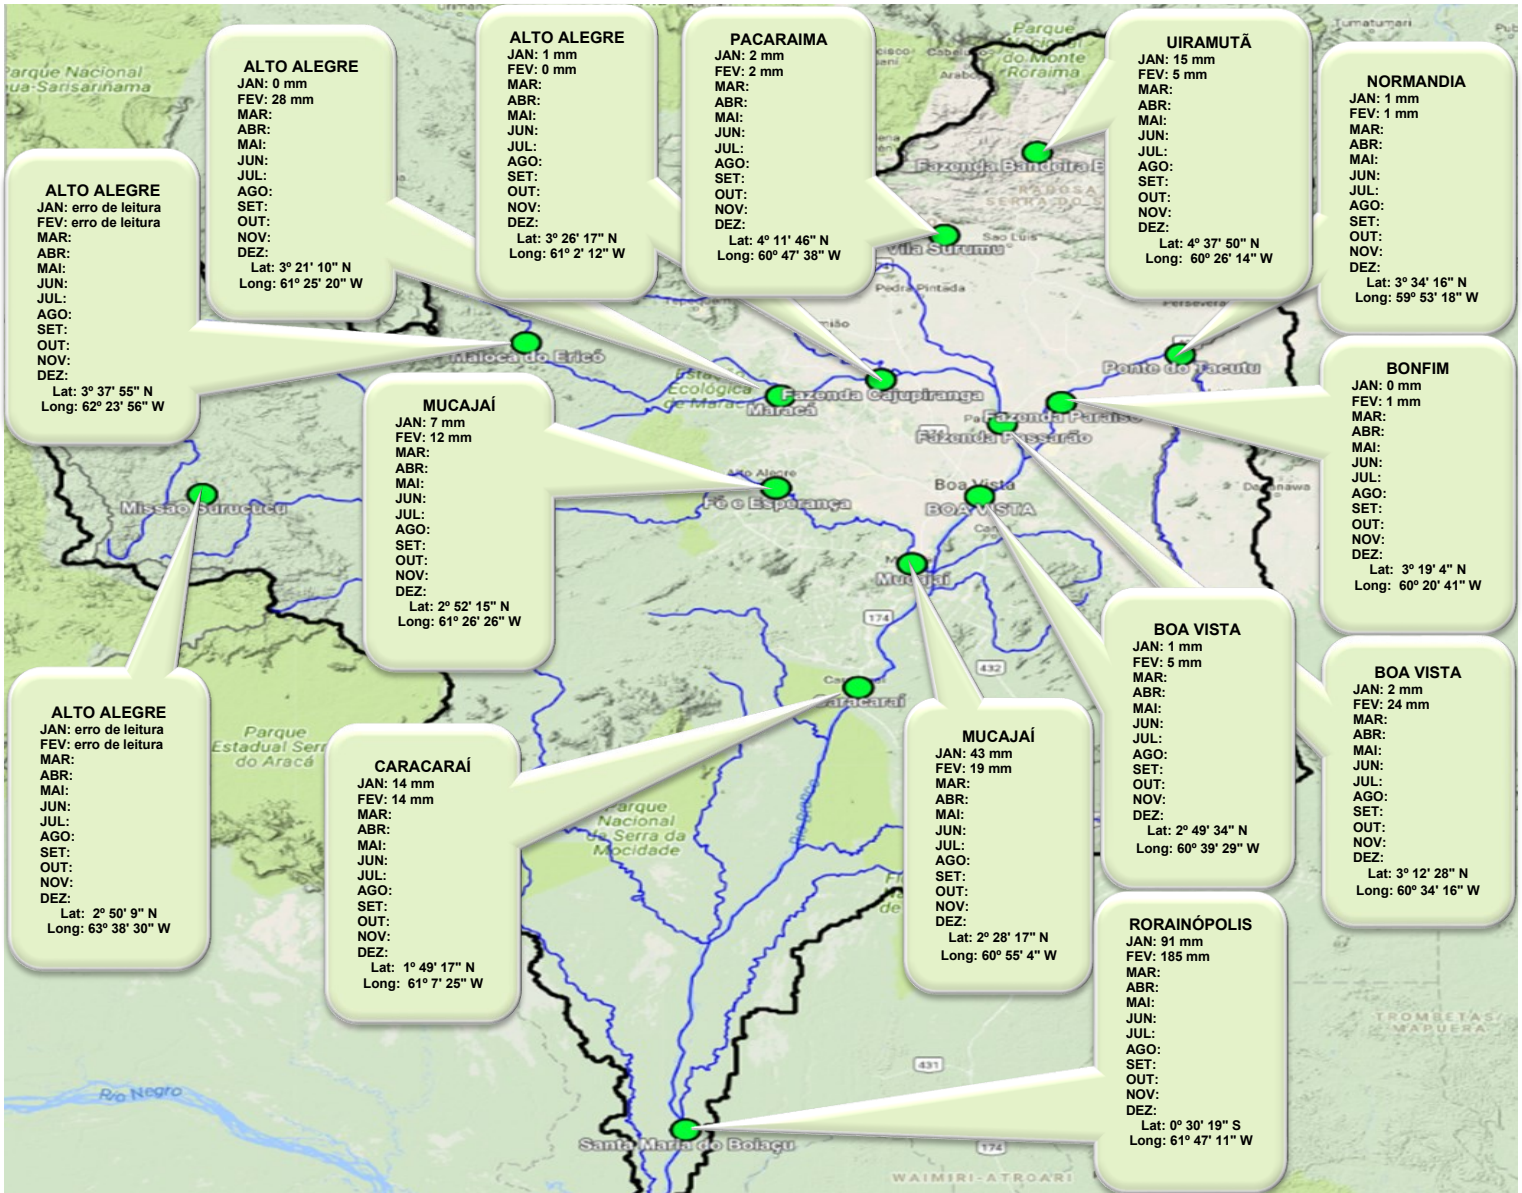 ALTO ALEGRE
JAN: 0 mm
FEV: 28 mm
MAR:
ABR:
MAI:
JUN:
JUL:
AGO:
SET:
OUT:
NOV:
DEZ:
Lat: 3º 21' 10" N
Long: 61º 25' 20" W
ALTO ALEGRE
JAN: 1 mm
FEV: 0 mm
MAR:
ABR:
MAI:
JUN:
JUL:
AGO:
SET:
OUT:
NOV:
DEZ:
Lat: 3º 26' 17" N
Long: 61º 2' 12" W
PACARAIMA
JAN: 2 mm
FEV: 2 mm
MAR:
ABR:
MAI:
JUN:
JUL:
AGO:
SET:
OUT:
NOV:
DEZ:
Lat: 4º 11' 46" N
Long: 60º 47' 38" W
UIRAMUTÃ
JAN: 15 mm
FEV: 5 mm
MAR:
ABR:
MAI:
JUN:
JUL:
AGO:
SET:
OUT:
NOV:
DEZ:
Lat: 4º 37' 50" N
Long: 60º 26' 14" W
NORMANDIA
JAN: 1 mm
FEV: 1 mm
MAR:
ABR:
MAI:
JUN:
JUL:
AGO:
SET:
OUT:
NOV:
DEZ:
Lat: 3º 34' 16" N
Long: 59º 53' 18" W
ALTO ALEGRE
JAN: erro de leitura
FEV: erro de leitura
MAR:
ABR:
MAI:
JUN:
JUL:
AGO:
SET:
OUT:
NOV:
DEZ:
Lat: 3º 37' 55" N
Long: 62º 23' 56" W
MUCAJAÍ
JAN: 7 mm
FEV: 12 mm
MAR:
ABR:
MAI:
JUN:
JUL:
AGO:
SET:
OUT:
NOV:
DEZ:
Lat: 2º 52' 15" N
Long: 61º 26' 26" W
BONFIM
JAN: 0 mm
FEV: 1 mm
MAR:
ABR:
MAI:
JUN:
JUL:
AGO:
SET:
OUT:
NOV:
DEZ:
Lat: 3º 19' 4" N
Long: 60º 20' 41" W
ALTO ALEGRE
JAN: erro de leitura
FEV: erro de leitura
MAR:
ABR:
MAI:
JUN:
JUL:
AGO:
SET:
OUT:
NOV:
DEZ:
Lat: 2º 50' 9" N
Long: 63º 38' 30" W
CARACARAÍ
JAN: 14 mm
FEV: 14 mm
MAR:
ABR:
MAI:
JUN:
JUL:
AGO:
SET:
OUT:
NOV:
DEZ:
Lat: 1º 49' 17" N
Long: 61º 7' 25" W
MUCAJAÍ
JAN: 43 mm
FEV: 19 mm
MAR:
ABR:
MAI:
JUN:
JUL:
AGO:
SET:
OUT:
NOV:
DEZ:
Lat: 2º 28' 17" N
Long: 60º 55' 4" W
BOA VISTA
JAN: 1 mm
FEV: 5 mm
MAR:
ABR:
MAI:
JUN:
JUL:
AGO:
SET:
OUT:
NOV:
DEZ:
Lat: 2º 49' 34" N
Long: 60º 39' 29" W
BOA VISTA
JAN: 2 mm
FEV: 24 mm
MAR:
ABR:
MAI:
JUN:
JUL:
AGO:
SET:
OUT:
NOV:
DEZ:
Lat: 3º 12' 28" N
Long: 60º 34' 16" W
RORAINÓPOLIS
JAN: 91 mm
FEV: 185 mm
MAR:
ABR:
MAI:
JUN:
JUL:
AGO:
SET:
OUT:
NOV:
DEZ:
Lat: 0º 30' 19" S
Long: 61º 47' 11" W
Parque Nacional
Parque
Nacional
do Monte
Roraima
Tumatumari
Fazenda Bandeira B
São Luis
Vila Surumu
Pedra Pintada
Maloca do Ericó
Ponte do Tacutu
Maracá
Fazenda Cajupiranga
Fazenda Paraíso
Fazenda Passarão
Alto Alegre
Fé e Esperança
Boa Vista
BOA VISTA
Missão Surucucu
Mucajaí
174
432
Caracaraí
Parque
Estadual Serra
do Aracá
Parque
Nacional
da Serra da
Mocidade
Rio Branco
Rio Negro
431
174
Santa Maria do Boiaçu
WAIMIRI-ATROARI
TROMBETAS/
MAPUERA